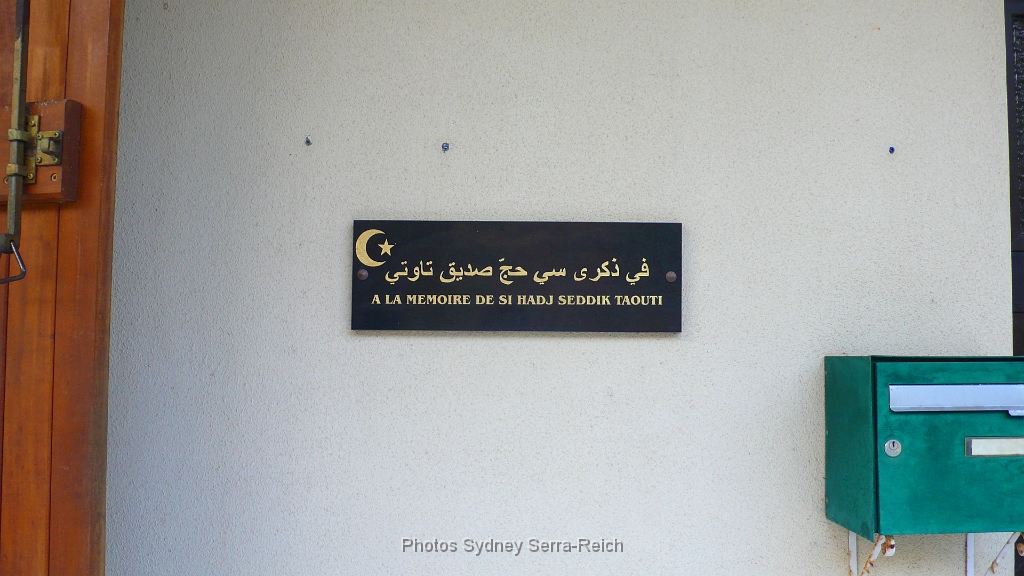 في ذكرى سي حجّ صديق تاوتي
A LA MEMOIRE DE SI HADJ SEDDIK TAOUTI
Photos Sydney Serra-Reich